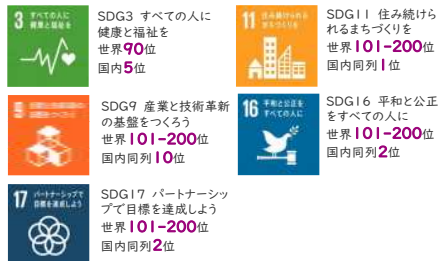 3 すべての人に
健康と福祉を
SDG3 すべての人に
健康と福祉を
世界90位
国内5位
11 住み続けられる
まちづくりを
SDG11 住み続けら
れるまちづくりを
世界101-200位
国内同列1位
SDG9 産業と技術革新
の基盤をつくろう
世界101-200位
国内同列10位
16 平和と公正を
すべての人に
SDG16 平和と公正
をすべての人に
世界101-200位
国内同列2位
17 パートナーシップで
目標を達成しよう
SDG17 パートナーシッ
プで目標を達成しよう
世界101-200位
国内同列2位